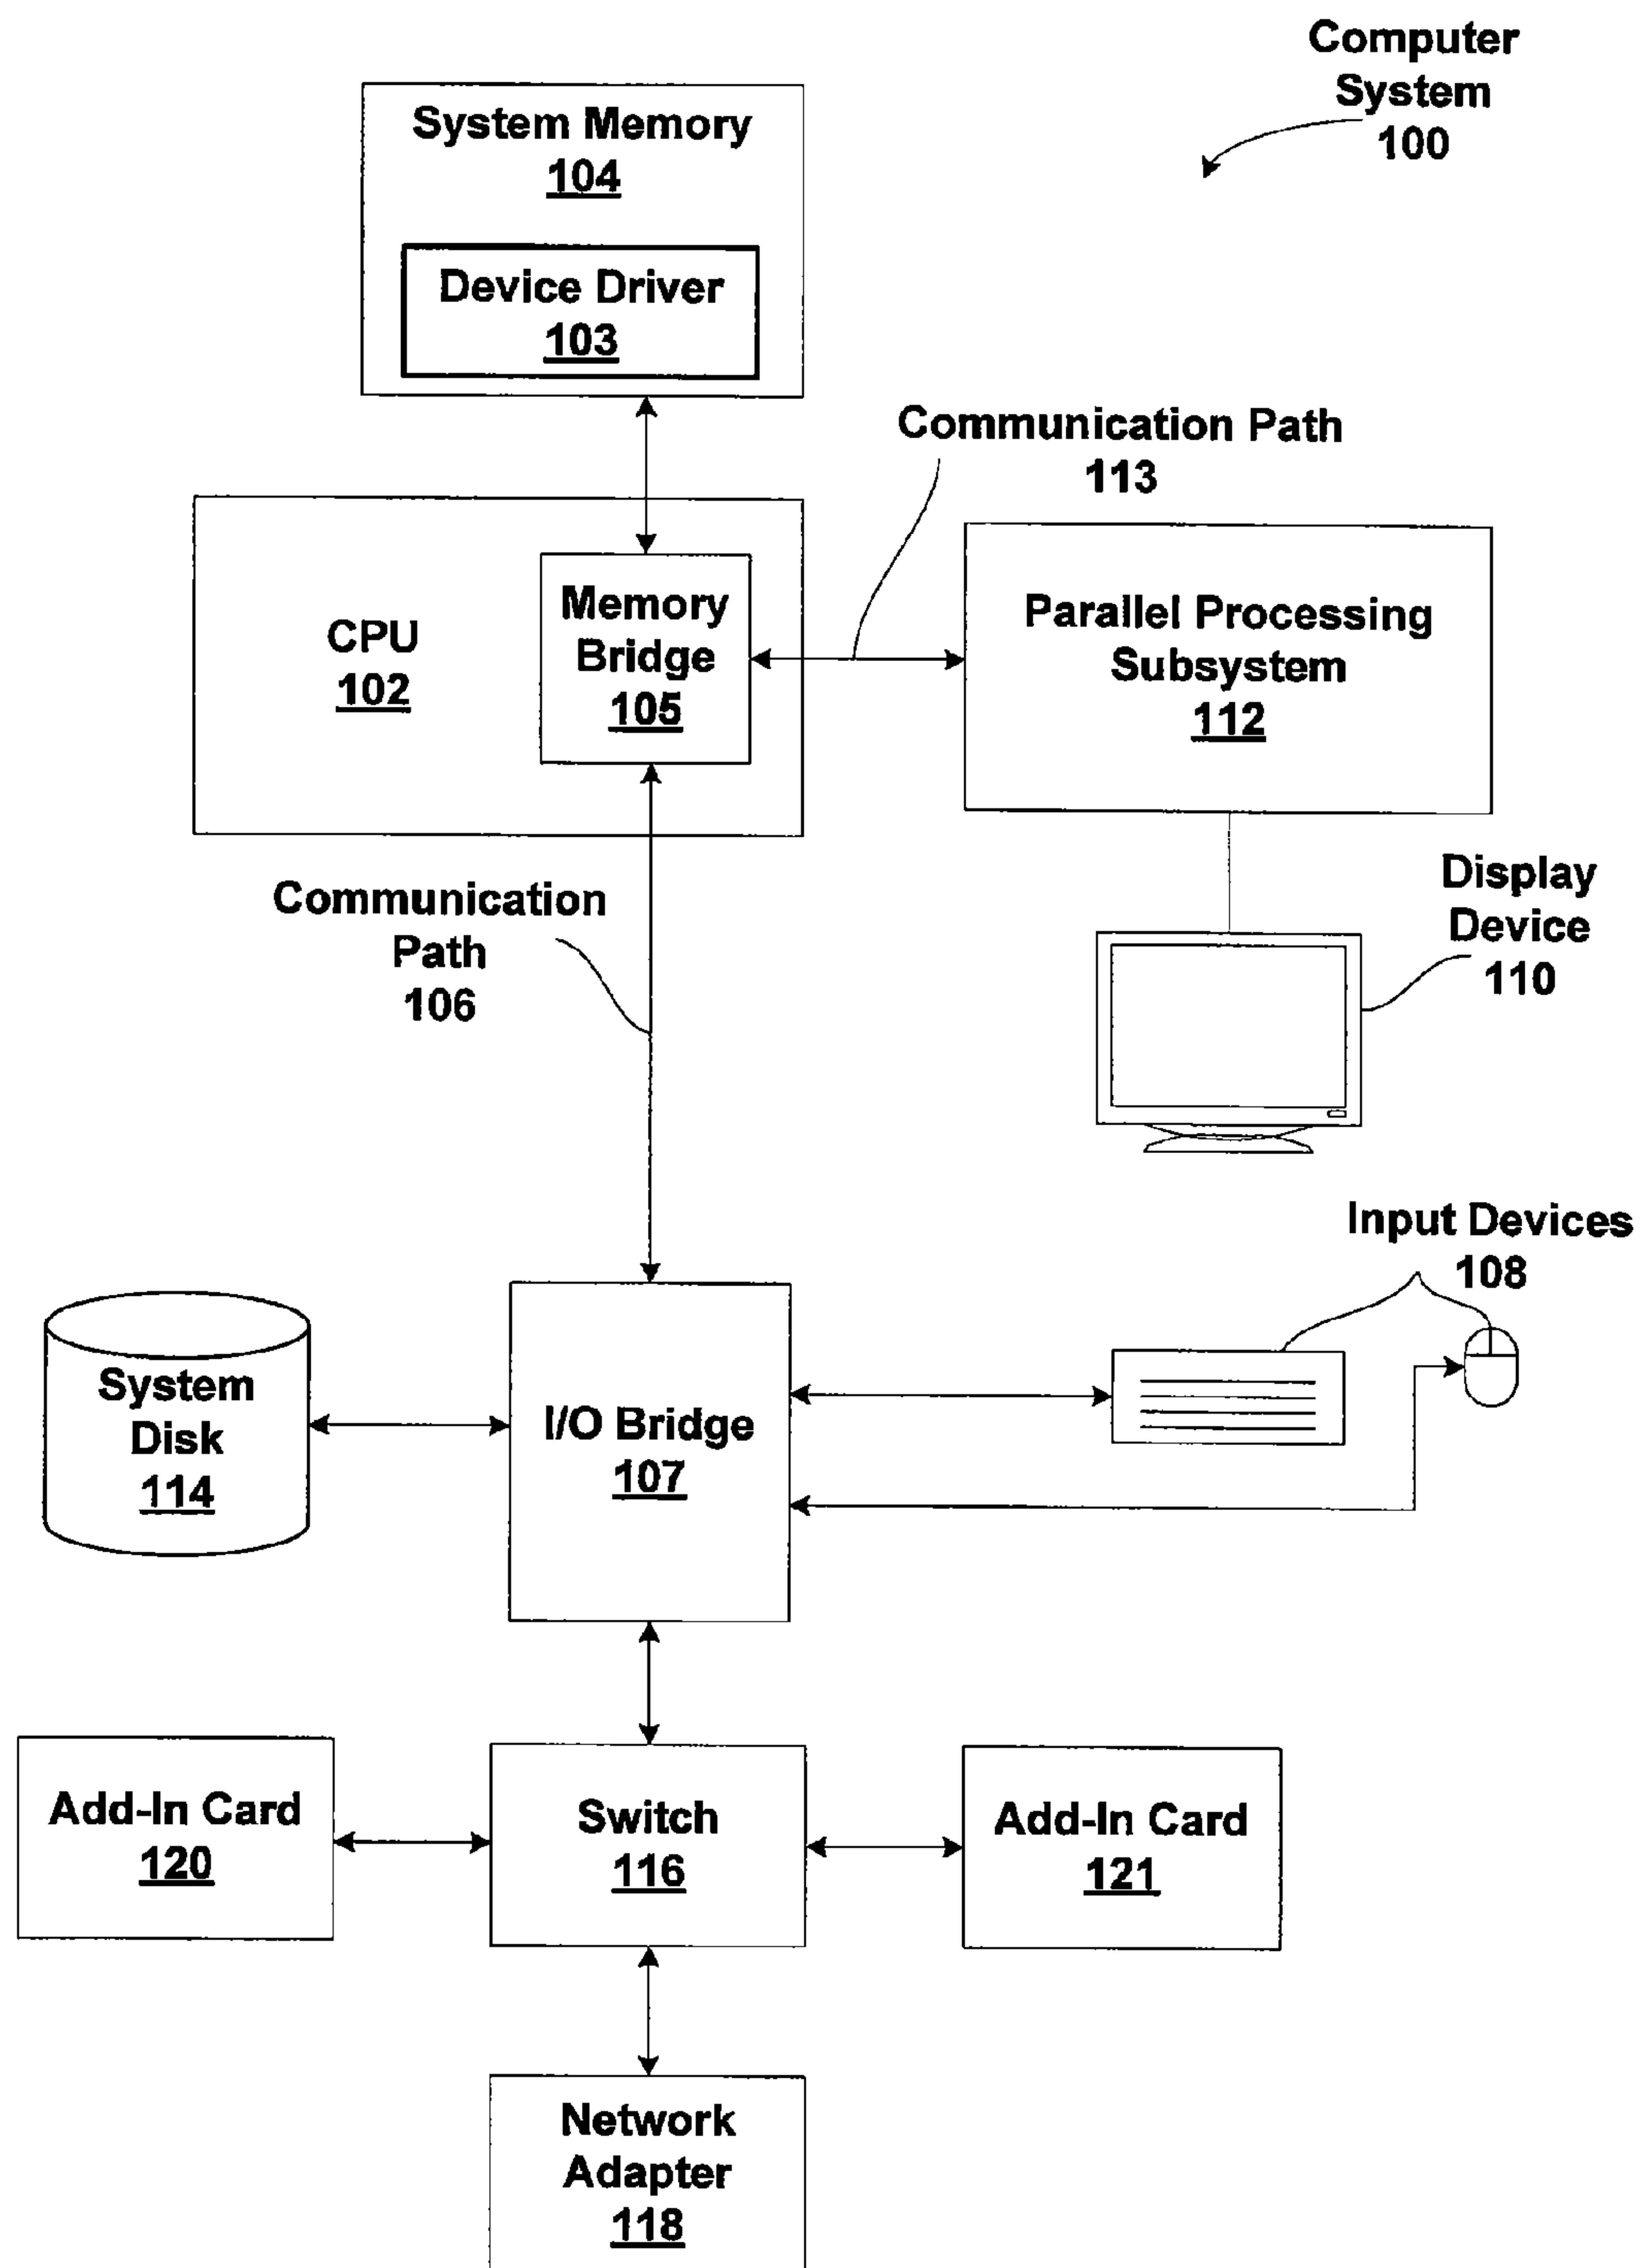 Computer
System
100
System Memory
104
Device Driver
103
Communication Path
113
CPU
102
Memory
Bridge
105
Parallel Processing
Subsystem
112
Communication
Path
106
Display
Device
110
Input Devices
108
System
Disk
114
I/O Bridge
107
Add-In Card
120
Switch
116
Add-In Card
121
Network
Adapter
118